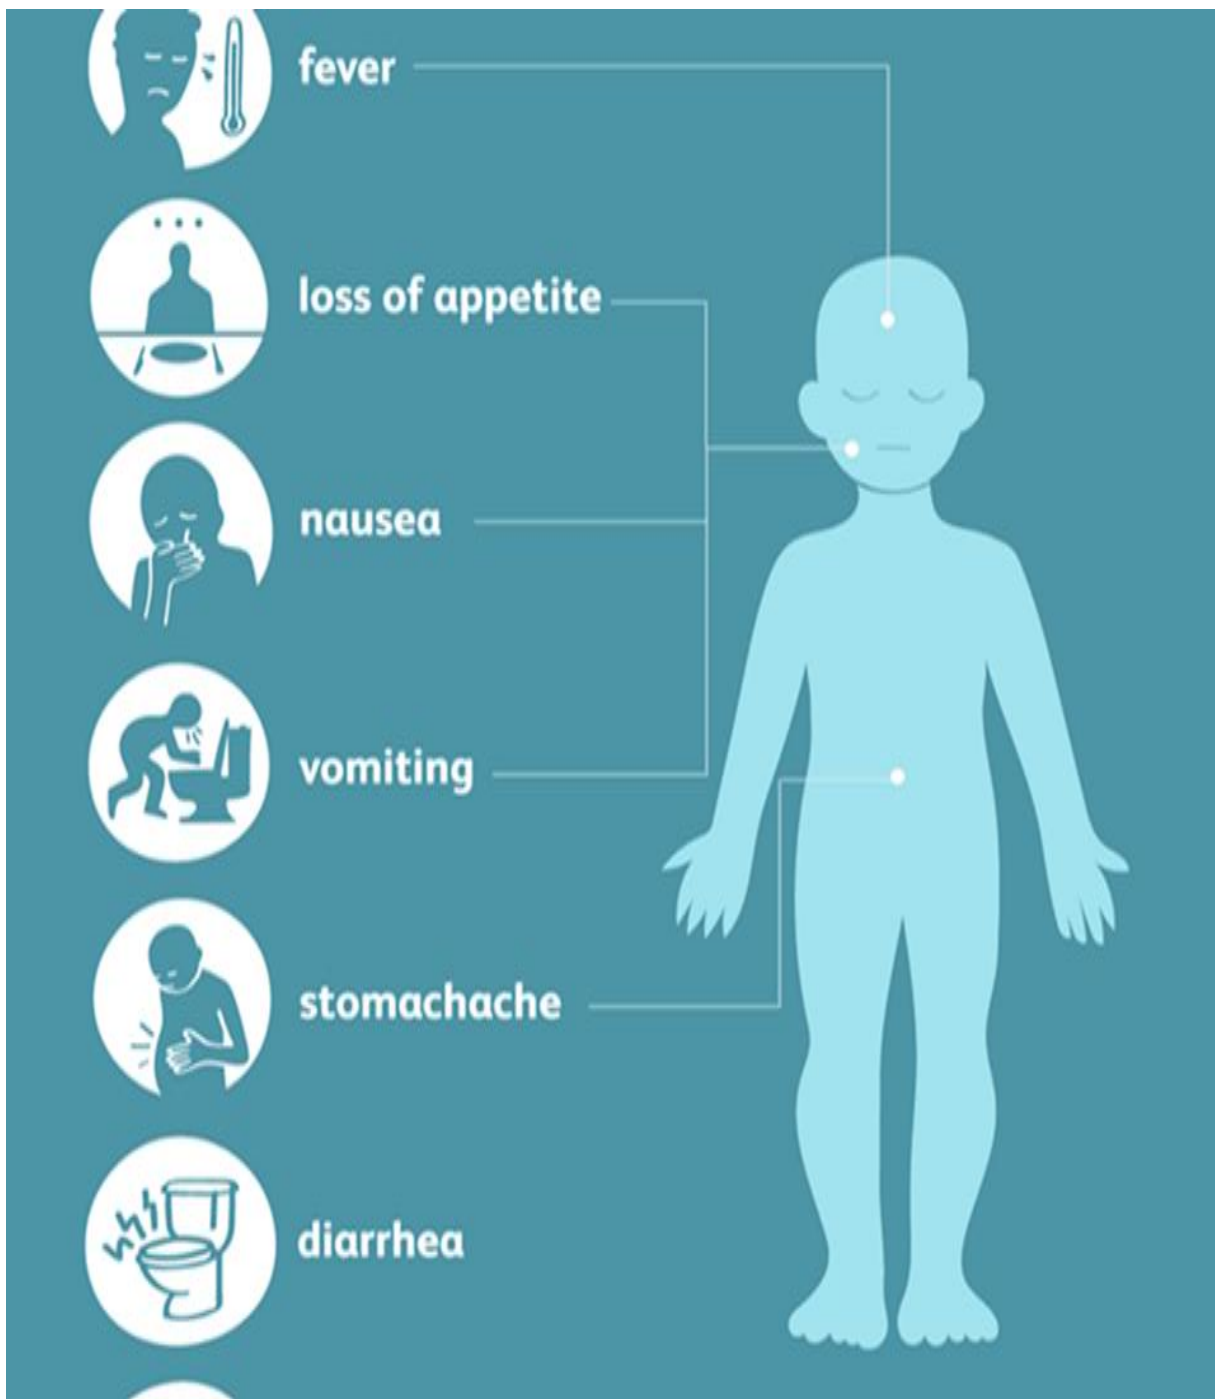 fever
loss of appetite
nausea
vomiting
stomachache
diarrhea